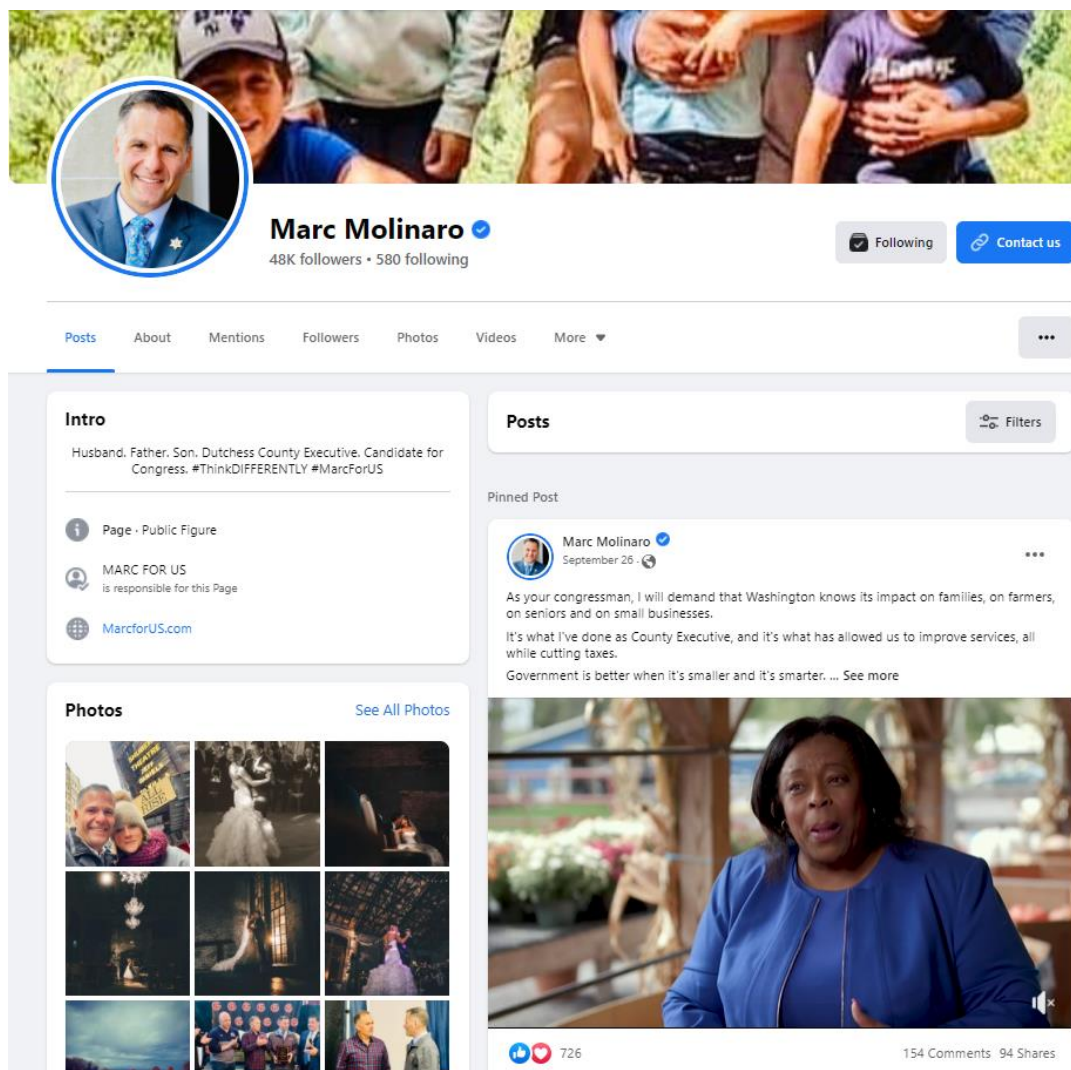 Marc Molinaro
48K followers • 580 following
Following
Contact us
Posts
About
Mentions
Followers
Photos
Videos
More
Intro
Husband. Father. Son. Dutchess County Executive. Candidate for
Congress. #ThinkDIFFERENTLY #MarcForUS
Page · Public Figure
MARC FOR US
is responsible for this Page
MarcforUS.com
Photos
See All Photos
ALL
RISE
Posts
Filters
Pinned Post
Marc Molinaro
September 26 ·
As your congressman, I will demand that Washington knows its impact on families, on farmers,
on seniors and on small businesses.
It's what I've done as County Executive, and it's what has allowed us to improve services, all
while cutting taxes.
Government is better when it's smaller and it's smarter. ... See more
726
154 Comments 94 Shares